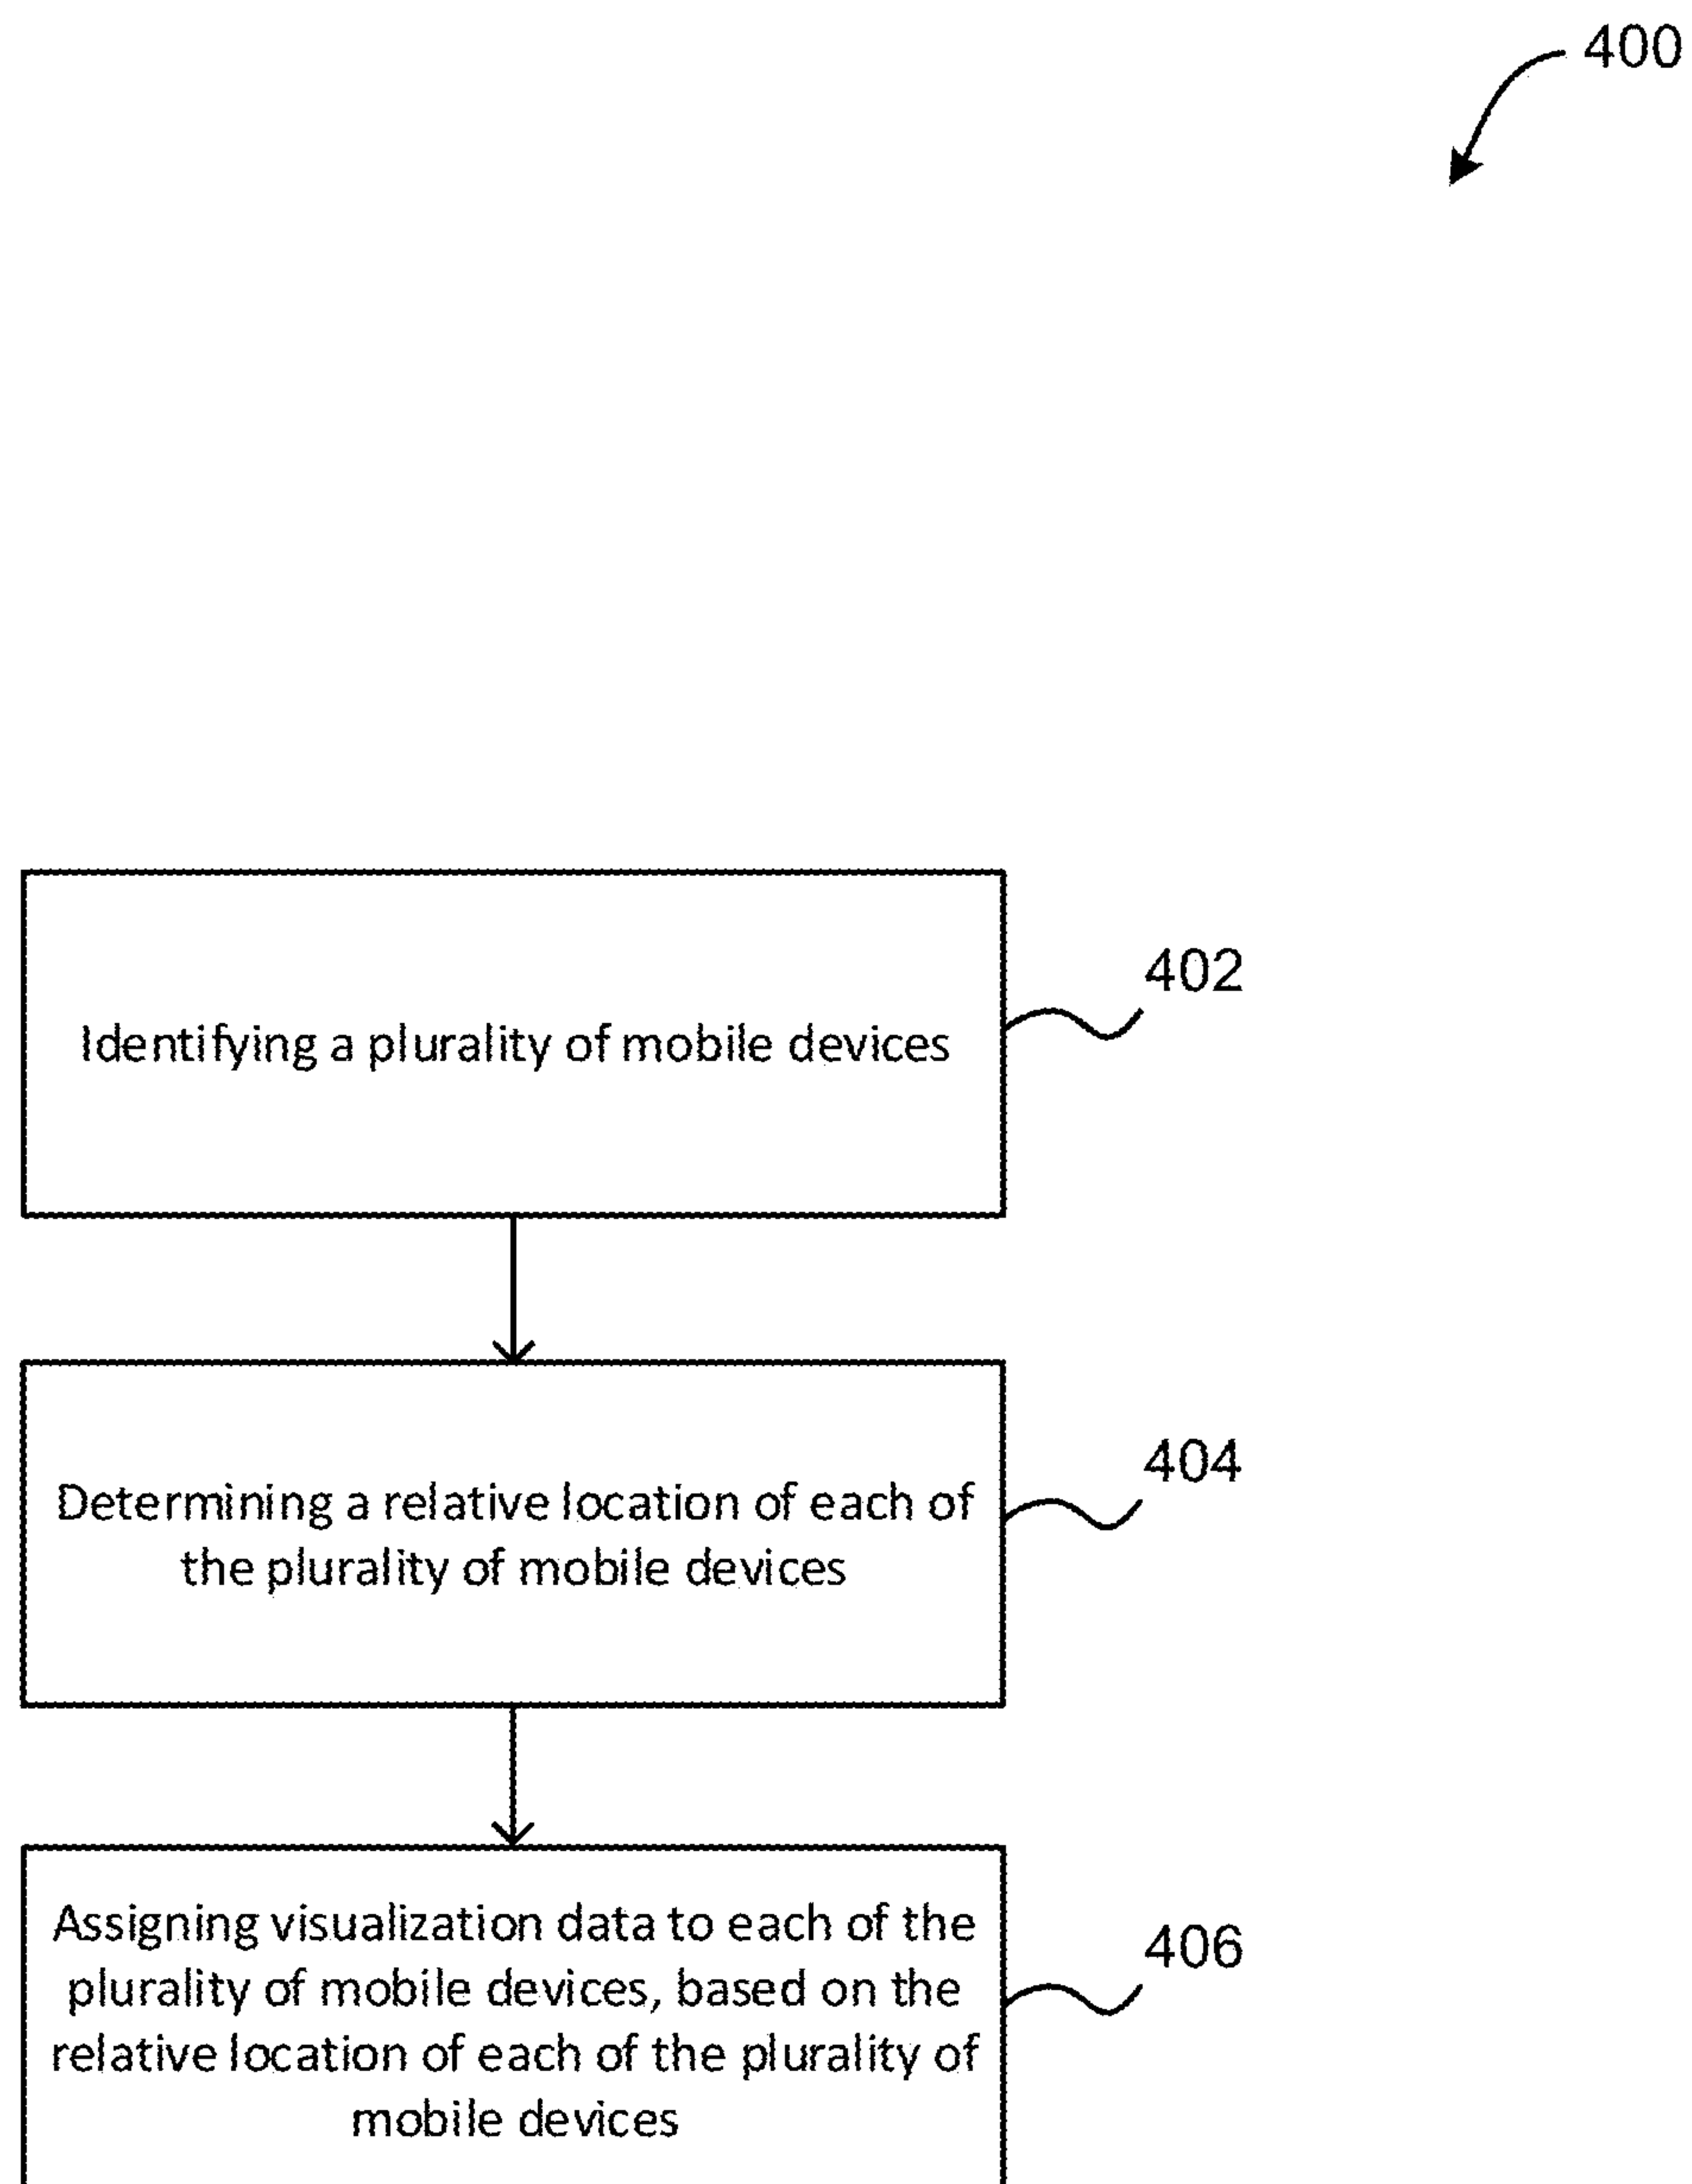 400
Identifying a plurality of mobile devices
402
Determining a relative location of each of
the plurality of mobile devices
404
Assigning visualization data to each of the
plurality of mobile devices, based on the
relative location of each of the plurality of
mobile devices
406